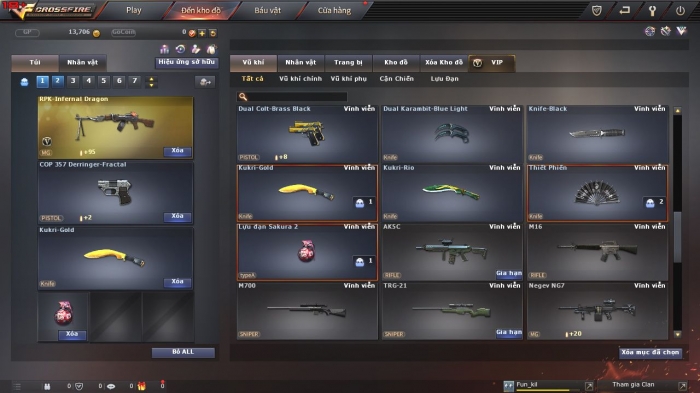 CROSSFIRE
Play
Đến kho đồ
Báu vật
Cửa hàng
GP 13,706 GoCoin 0
Túi Nhân vật Hiệu ứng sở hữu
1 2 3 4 5 6 7
RPK-Infernal Dragon
MG +95 Xóa
COP 357 Derringer-Fractal
PISTOL +2 Xóa
Kukri-Gold
Knife Xóa
Xóa
Bỏ ALL
Vũ khí Nhân vật Trang bị Kho đồ Xóa Kho đồ VIP
Tất cả Vũ khí chính Vũ khí phụ Cận Chiến Lựu Đạn
Dual Colt-Brass Black Vĩnh viễn
PISTOL +8
Dual Karambit-Blue Light Vĩnh viễn
Knife
Knife-Black Vĩnh viễn
Knife
Kukri-Gold Vĩnh viễn
Knife 1
Kukri-Rio Vĩnh viễn
Knife
Thiết Phiến Vĩnh viễn
Knife 2
Lựu đạn Sakura 2 Vĩnh viễn
typeA 1
AK5C
RIFLE Gia hạn
M16 Vĩnh viễn
RIFLE
M700 Vĩnh viễn
SNIPER
TRG-21
SNIPER Gia hạn
Negev NG7 Vĩnh viễn
MG +20
Xóa mục đã chọn
0 0 0 0
Fun_kil
Tham gia Clan